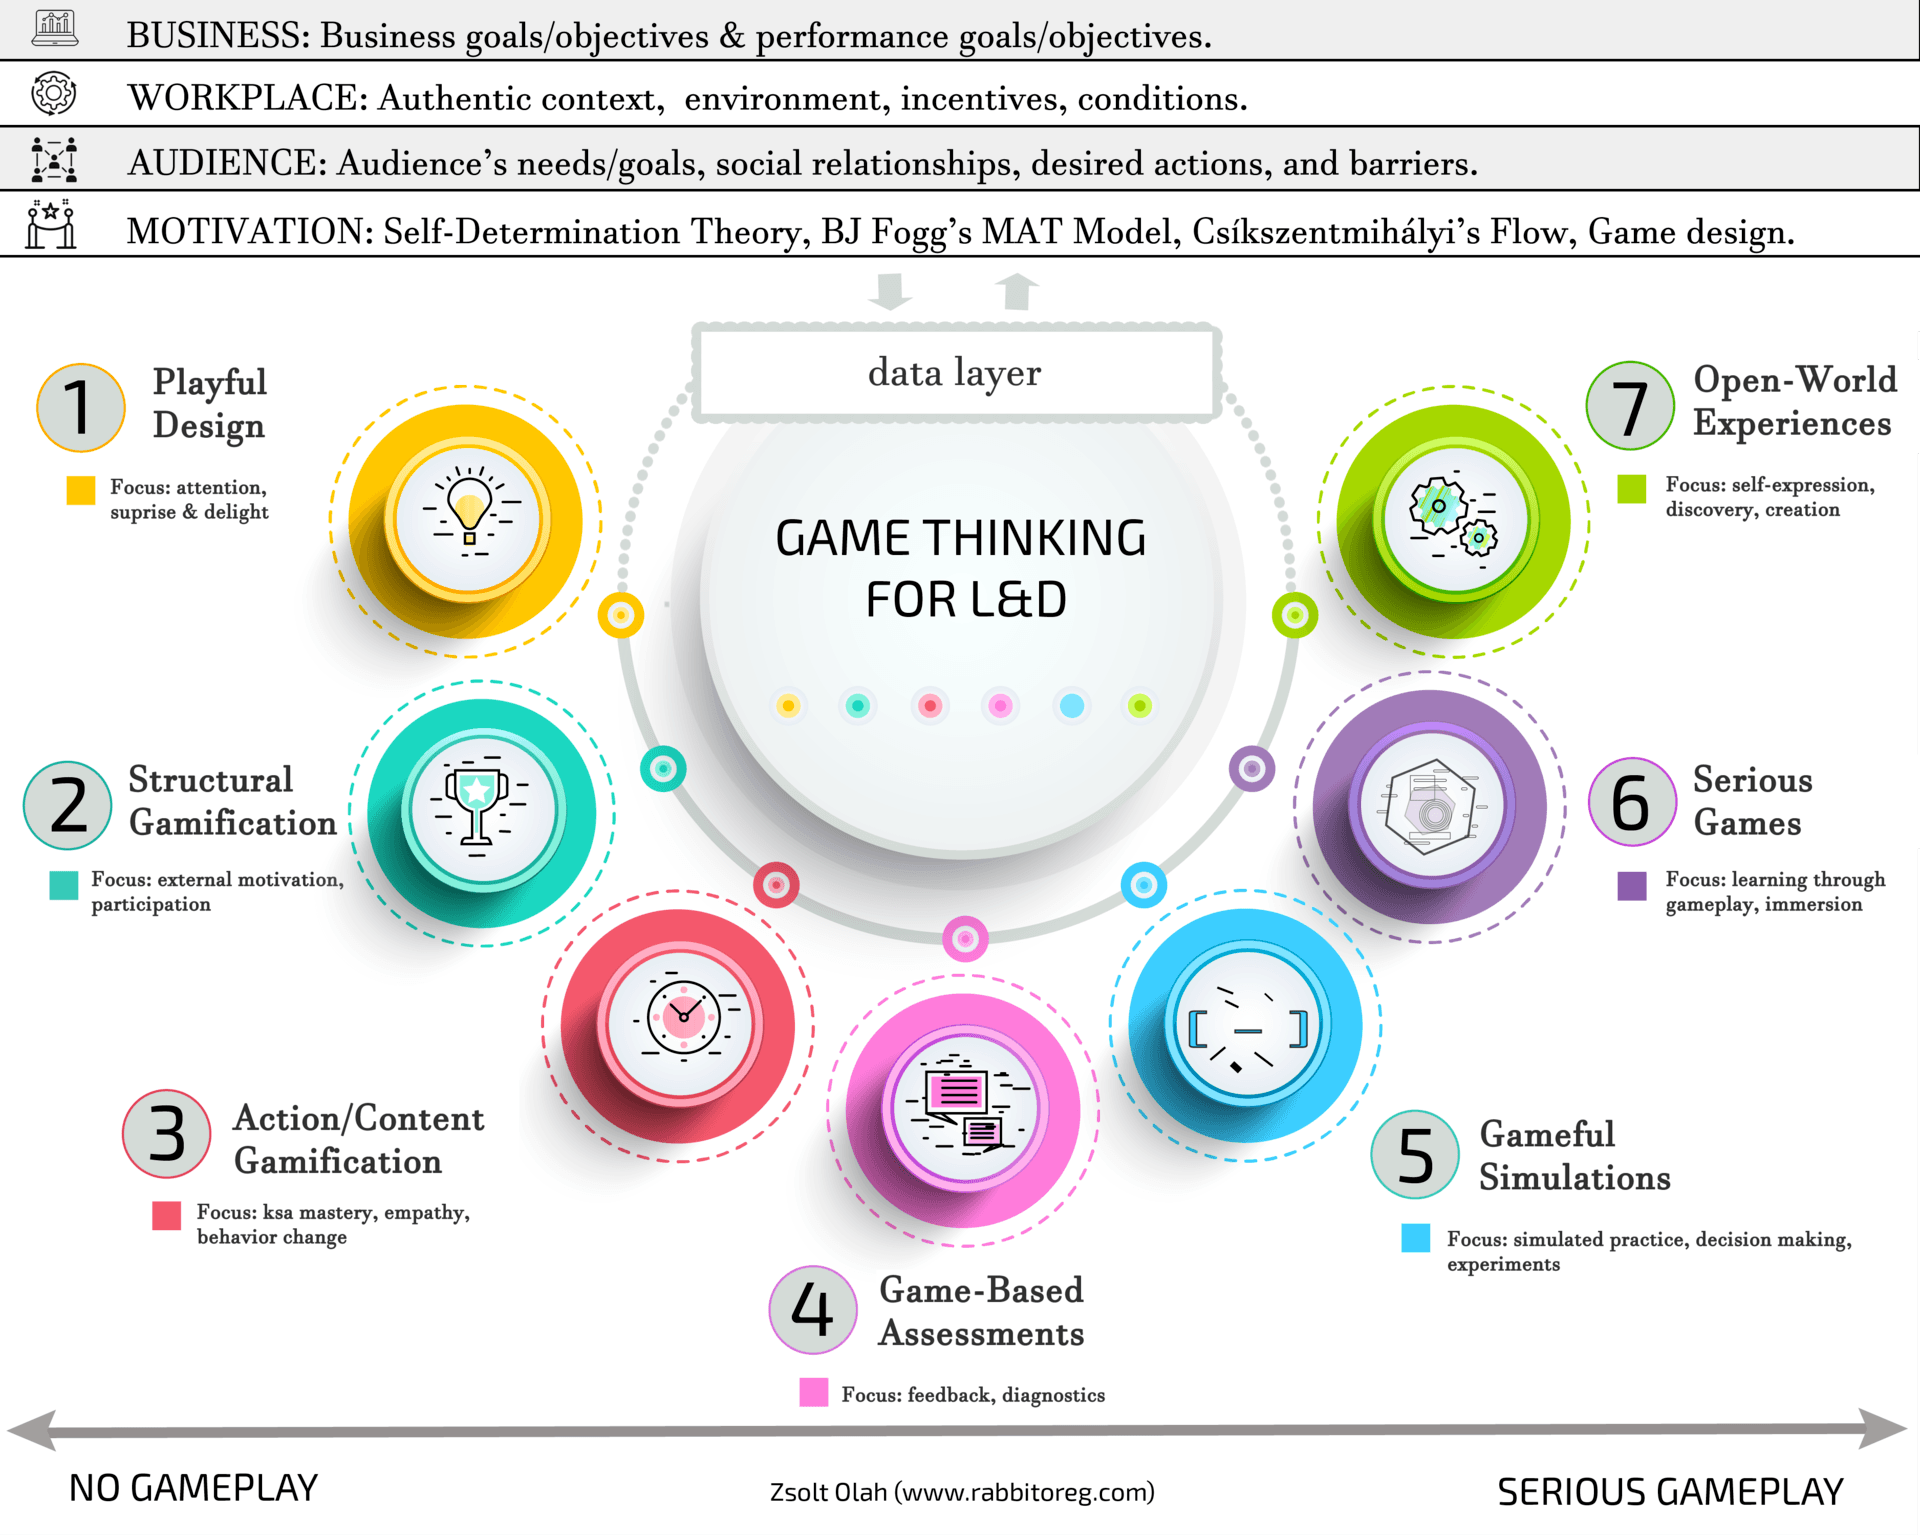 BUSINESS: Business goals/objectives & performance goals/objectives.
WORKPLACE: Authentic context, environment, incentives, conditions.
AUDIENCE: Audience's needs/goals, social relationships, desired actions, and barriers.
MOTIVATION: Self-Determination Theory, BJ Fogg's MAT Model, Csíkszentmihályi's Flow, Game design.
data layer
GAME THINKING
FOR L&D
1
Playful
Design
Focus: attention,
suprise & delight
2
Structural
Gamification
Focus: external motivation,
participation
3
Action/Content
Gamification
Focus: ksa mastery, empathy,
behavior change
4
Game-Based
Assessments
Focus: feedback, diagnostics
5
Gameful
Simulations
Focus: simulated practice, decision making,
experiments
6
Serious
Games
Focus: learning through
gameplay, immersion
7
Open-World
Experiences
Focus: self-expression,
discovery, creation
NO GAMEPLAY
Zsolt Olah (www.rabbitoreg.com)
SERIOUS GAMEPLAY